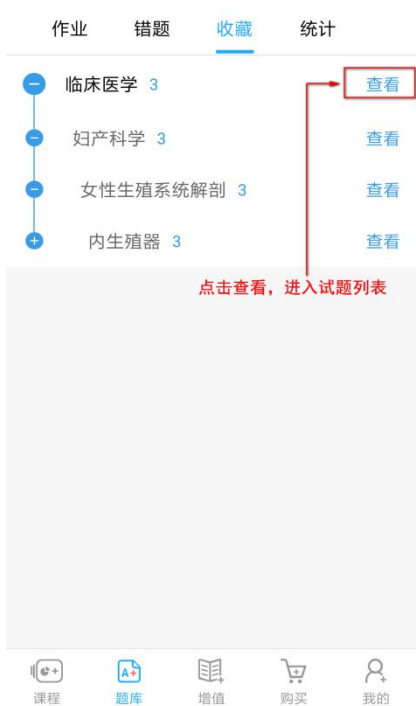 作业 错题 收藏 统计
临床医学 3 查看
妇产科学 3 查看
女性生殖系统解剖 3 查看
内生殖器 3 查看
点击查看，进入试题列表
A+
课程 题库 增值 购买 我的